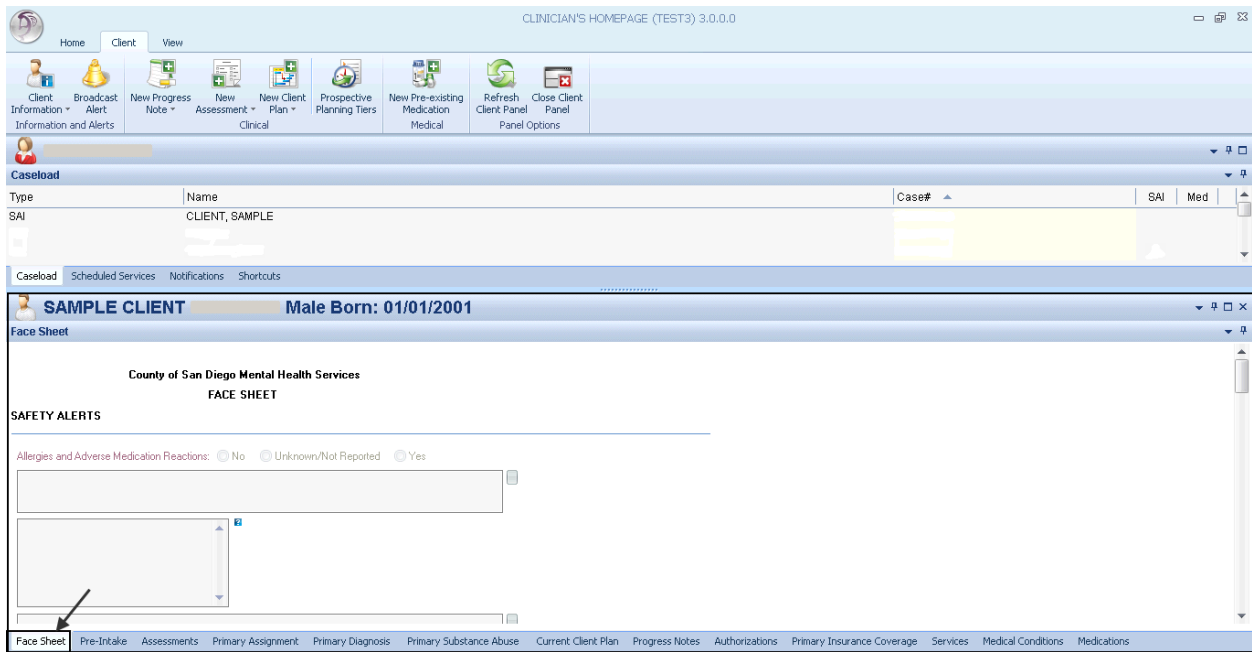 CLINICIAN'S HOMEPAGE (TEST3) 3.0.0.0
Home Client View
Client Information Broadcast Alert New Progress Note New Assessment New Client Plan Prospective Planning Tiers New Pre-existing Medication Refresh Client Panel Close Client Panel
Information and Alerts Clinical Medical Panel Options
Caseload
Type Name Case# SAI Med
SAI CLIENT, SAMPLE
Caseload Scheduled Services Notifications Shortcuts
SAMPLE CLIENT Male Born: 01/01/2001
Face Sheet
County of San Diego Mental Health Services
FACE SHEET
SAFETY ALERTS
Allergies and Adverse Medication Reactions: No Unknown/Not Reported Yes
Face Sheet Pre-Intake Assessments Primary Assignment Primary Diagnosis Primary Substance Abuse Current Client Plan Progress Notes Authorizations Primary Insurance Coverage Services Medical Conditions Medications